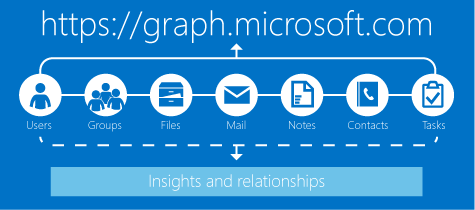 https://graph.microsoft.com
Users Groups Files Mail Notes Contacts Tasks
Insights and relationships